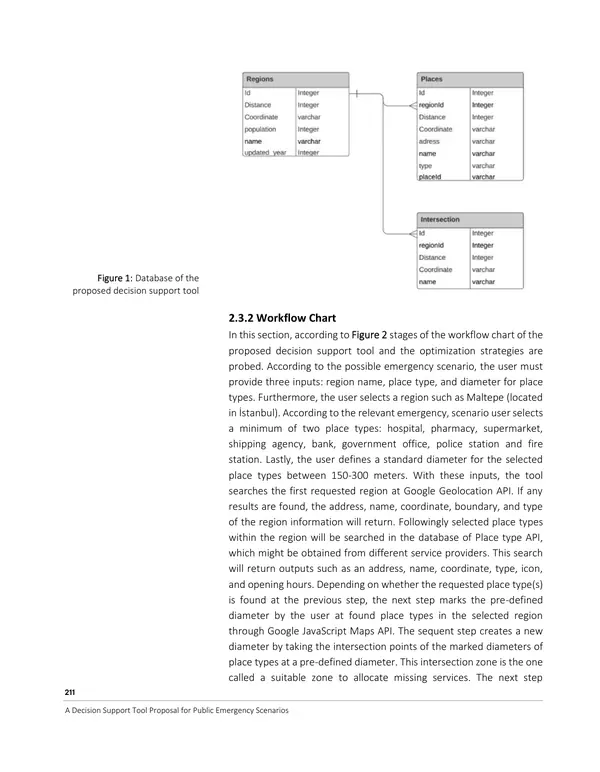 Regions
Id Integer
Distance Integer
Coordinate varchar
population Integer
name varchar
updated_year Integer
Places
Id Integer
regionId Integer
Distance Integer
Coordinate varchar
adress varchar
name varchar
type varchar
placeId varchar
Intersection
Id Integer
regionId Integer
Distance Integer
Coordinate varchar
name varchar
Figure 1: Database of the
proposed decision support tool
2.3.2 Workflow Chart
In this section, according to Figure 2 stages of the workflow chart of the
proposed decision support tool and the optimization strategies are
probed. According to the possible emergency scenario, the user must
provide three inputs: region name, place type, and diameter for place
types. Furthermore, the user selects a region such as Maltepe (located
in İstanbul). According to the relevant emergency, scenario user selects
a minimum of two place types: hospital, pharmacy, supermarket,
shipping agency, bank, government office, police station and fire
station. Lastly, the user defines a standard diameter for the selected
place types between 150-300 meters. With these inputs, the tool
searches the first requested region at Google Geolocation API. If any
results are found, the address, name, coordinate, boundary, and type
of the region information will return. Followingly selected place types
within the region will be searched in the database of Place type API,
which might be obtained from different service providers. This search
will return outputs such as an address, name, coordinate, type, icon,
and opening hours. Depending on whether the requested place type(s)
is found at the previous step, the next step marks the pre-defined
diameter by the user at found place types in the selected region
through Google JavaScript Maps API. The sequent step creates a new
diameter by taking the intersection points of the marked diameters of
place types at a pre-defined diameter. This intersection zone is the one
called a suitable zone to allocate missing services. The next step
211
A Decision Support Tool Proposal for Public Emergency Scenarios